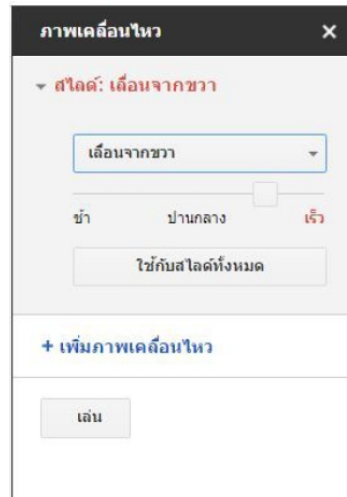 ภาพเคลื่อนไหว
สไลด์: เลื่อนจากขวา
เลื่อนจากขวา
ช้า ปานกลาง เร็ว
ใช้กับสไลด์ทั้งหมด
+ เพิ่มภาพเคลื่อนไหว
เล่น